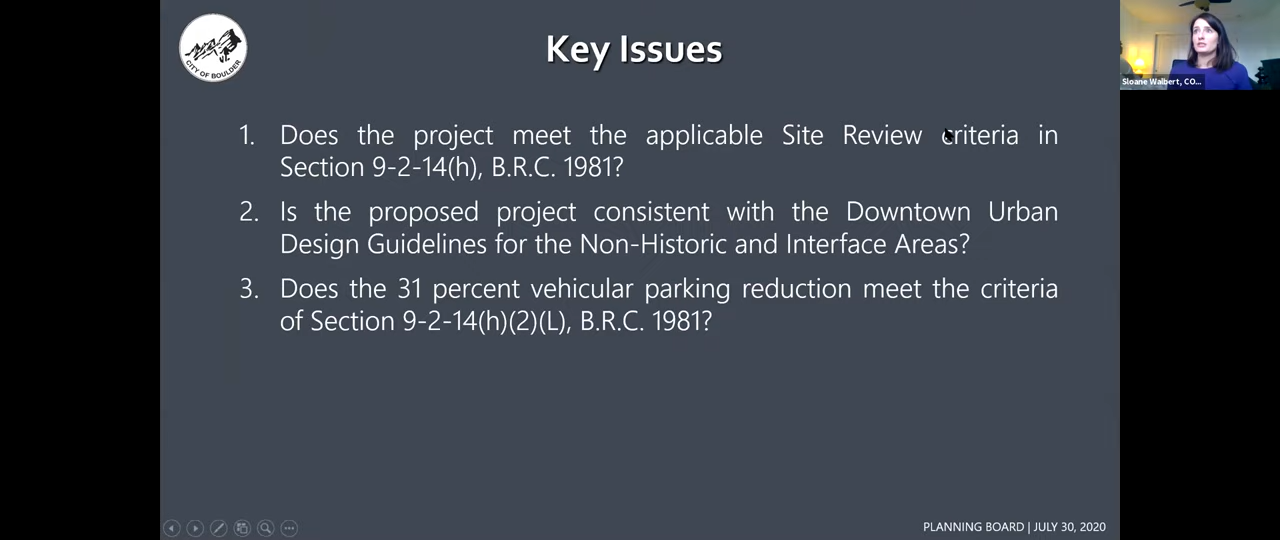 CITY OF BOULDER
Key Issues
Sloane Walbert, CO...
1. Does the project meet the applicable Site Review criteria in
Section 9-2-14(h), B.R.C. 1981?
2. Is the proposed project consistent with the Downtown Urban
Design Guidelines for the Non-Historic and Interface Areas?
3. Does the 31 percent vehicular parking reduction meet the criteria
of Section 9-2-14(h)(2)(L), B.R.C. 1981?
PLANNING BOARD | JULY 30, 2020